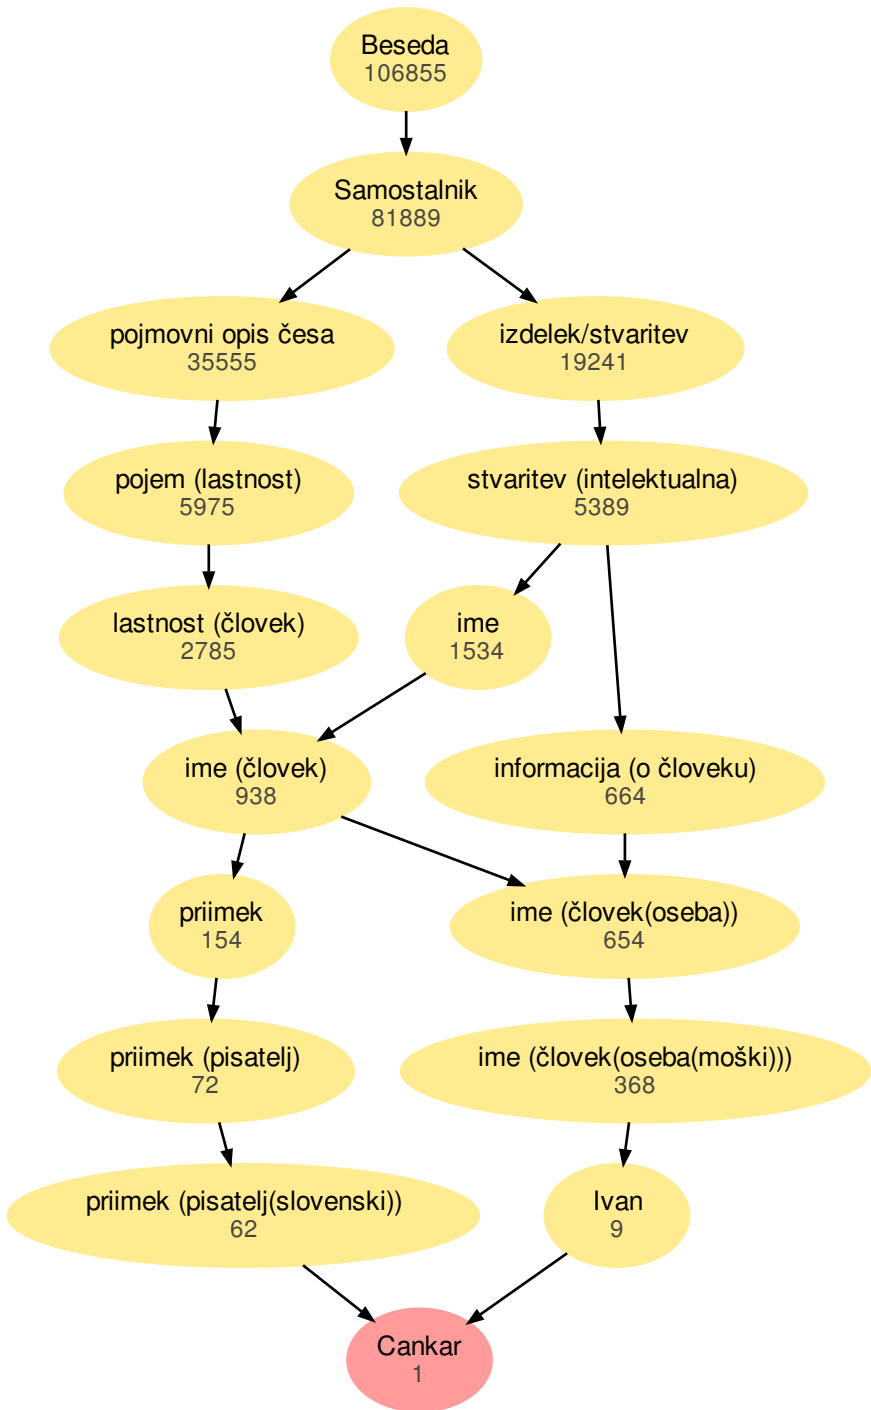 Beseda
106855
Samostalnik
81889
pojmovni opis česa
35555
izdelek/stvaritev
19241
pojem (lastnost)
5975
stvaritev (intelektualna)
5389
lastnost (človek)
2785
ime
1534
ime (človek)
938
informacija (o človeku)
664
priimek
154
ime (človek(oseba))
654
priimek (pisatelj)
72
ime (človek(oseba(moški)))
368
priimek (pisatelj(slovenski))
62
Ivan
9
Cankar
1